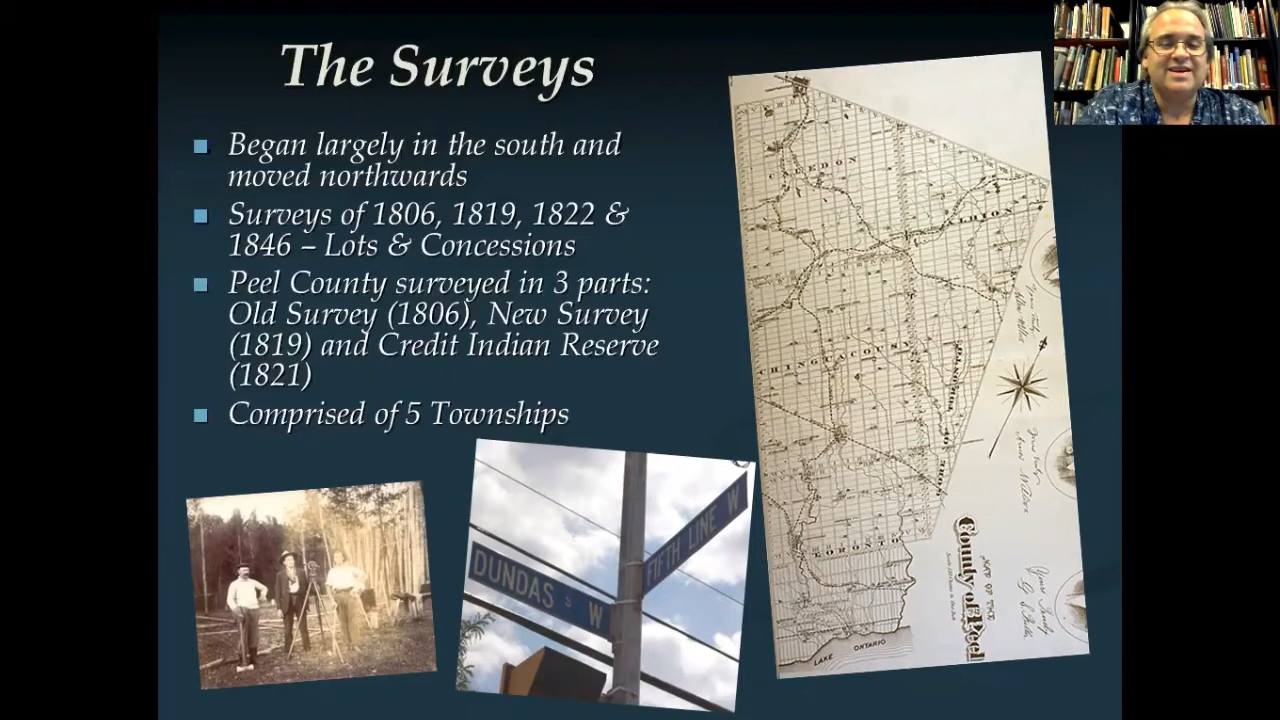 The Surveys
Began largely in the south and
moved northwards
Surveys of 1806, 1819, 1822 &
1846 – Lots & Concessions
Peel County surveyed in 3 parts:
Old Survey (1806), New Survey
(1819) and Credit Indian Reserve
(1821)
Comprised of 5 Townships
DUNDAS S W
FIFTH LINE W
CALEDON
ALBION
CHINGUACOUSY
TORONTO
MAP OF THE
County of Peel
LAKE ONTARIO